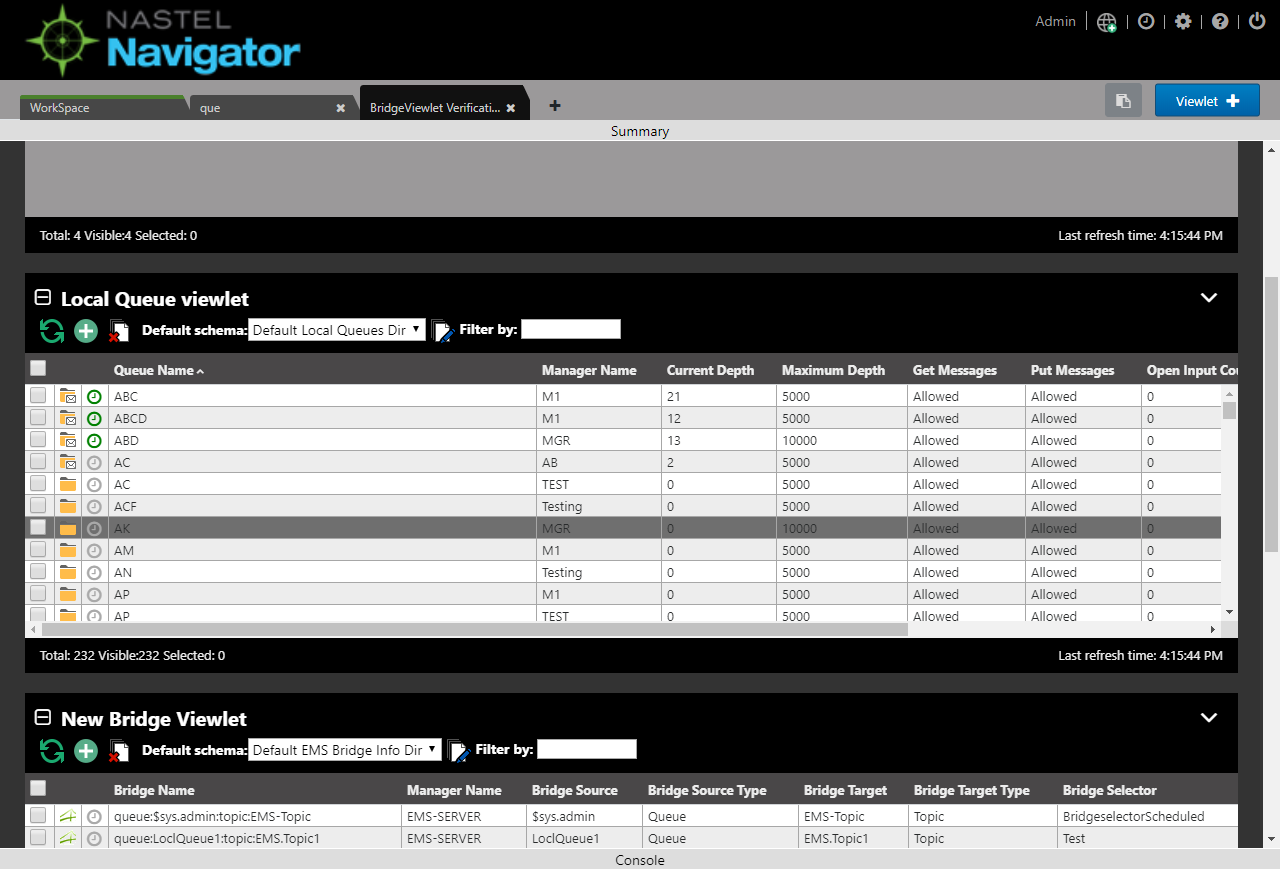 NASTEL
Navigator
Admin
WorkSpace
que
BridgeViewlet Verificati...
Viewlet
Summary
Total: 4 Visible:4 Selected: 0
Last refresh time: 4:15:44 PM
Local Queue viewlet
Default schema: Default Local Queues Dir Filter by:
Queue Name Manager Name Current Depth Maximum Depth Get Messages Put Messages Open Input Cou
ABC M1 21 5000 Allowed Allowed 0
ABCD M1 12 5000 Allowed Allowed 0
ABD MGR 13 10000 Allowed Allowed 0
AC AB 2 5000 Allowed Allowed 0
AC TEST 0 5000 Allowed Allowed 0
ACF Testing 0 5000 Allowed Allowed 0
AK MGR 0 10000 Allowed Allowed 0
AM M1 0 5000 Allowed Allowed 0
AN Testing 0 5000 Allowed Allowed 0
AP M1 0 5000 Allowed Allowed 0
AP TEST 0 5000 Allowed Allowed 0
Total: 232 Visible:232 Selected: 0
Last refresh time: 4:15:44 PM
New Bridge Viewlet
Default schema: Default EMS Bridge Info Dir Filter by:
Bridge Name Manager Name Bridge Source Bridge Source Type Bridge Target Bridge Target Type Bridge Selector
queue:$sys.admin:topic:EMS-Topic EMS-SERVER $sys.admin Queue EMS-Topic Topic BridgeselectorScheduled
queue:LoclQueue1:topic:EMS.Topic1 EMS-SERVER LoclQueue1 Queue EMS.Topic1 Topic Test
Console